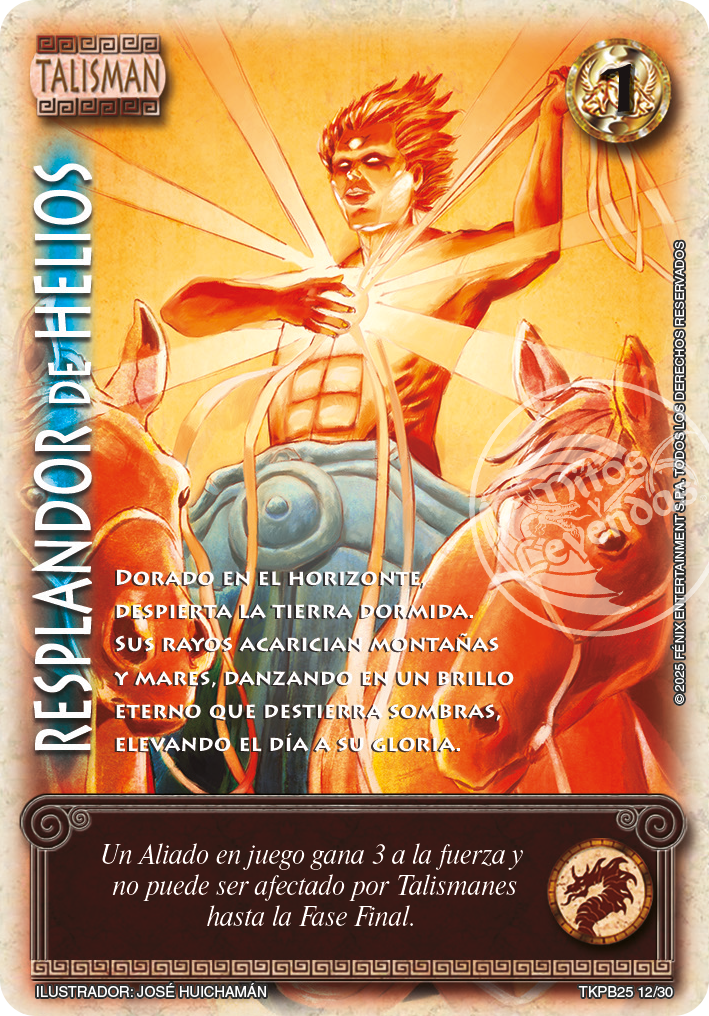 TALISMAN
1
RESPLANDOR DE HELIOS
DORADO EN EL HORIZONTE,
DESPIERTA LA TIERRA DORMIDA.
SUS RAYOS ACARICIAN MONTAÑAS
Y MARES, DANZANDO EN UN BRILLO
ETERNO QUE DESTIERRA SOMBRAS,
ELEVANDO EL DÍA A SU GLORIA.
Mitos
y
Leyendas
© 2025 FÉNIX ENTERTAINMENT S.P.A. TODOS LOS DERECHOS RESERVADOS
Un Aliado en juego gana 3 a la fuerza y
no puede ser afectado por Talismanes
hasta la Fase Final.
ILUSTRADOR: JOSÉ HUICHAMÁN
TKPB25 12/30